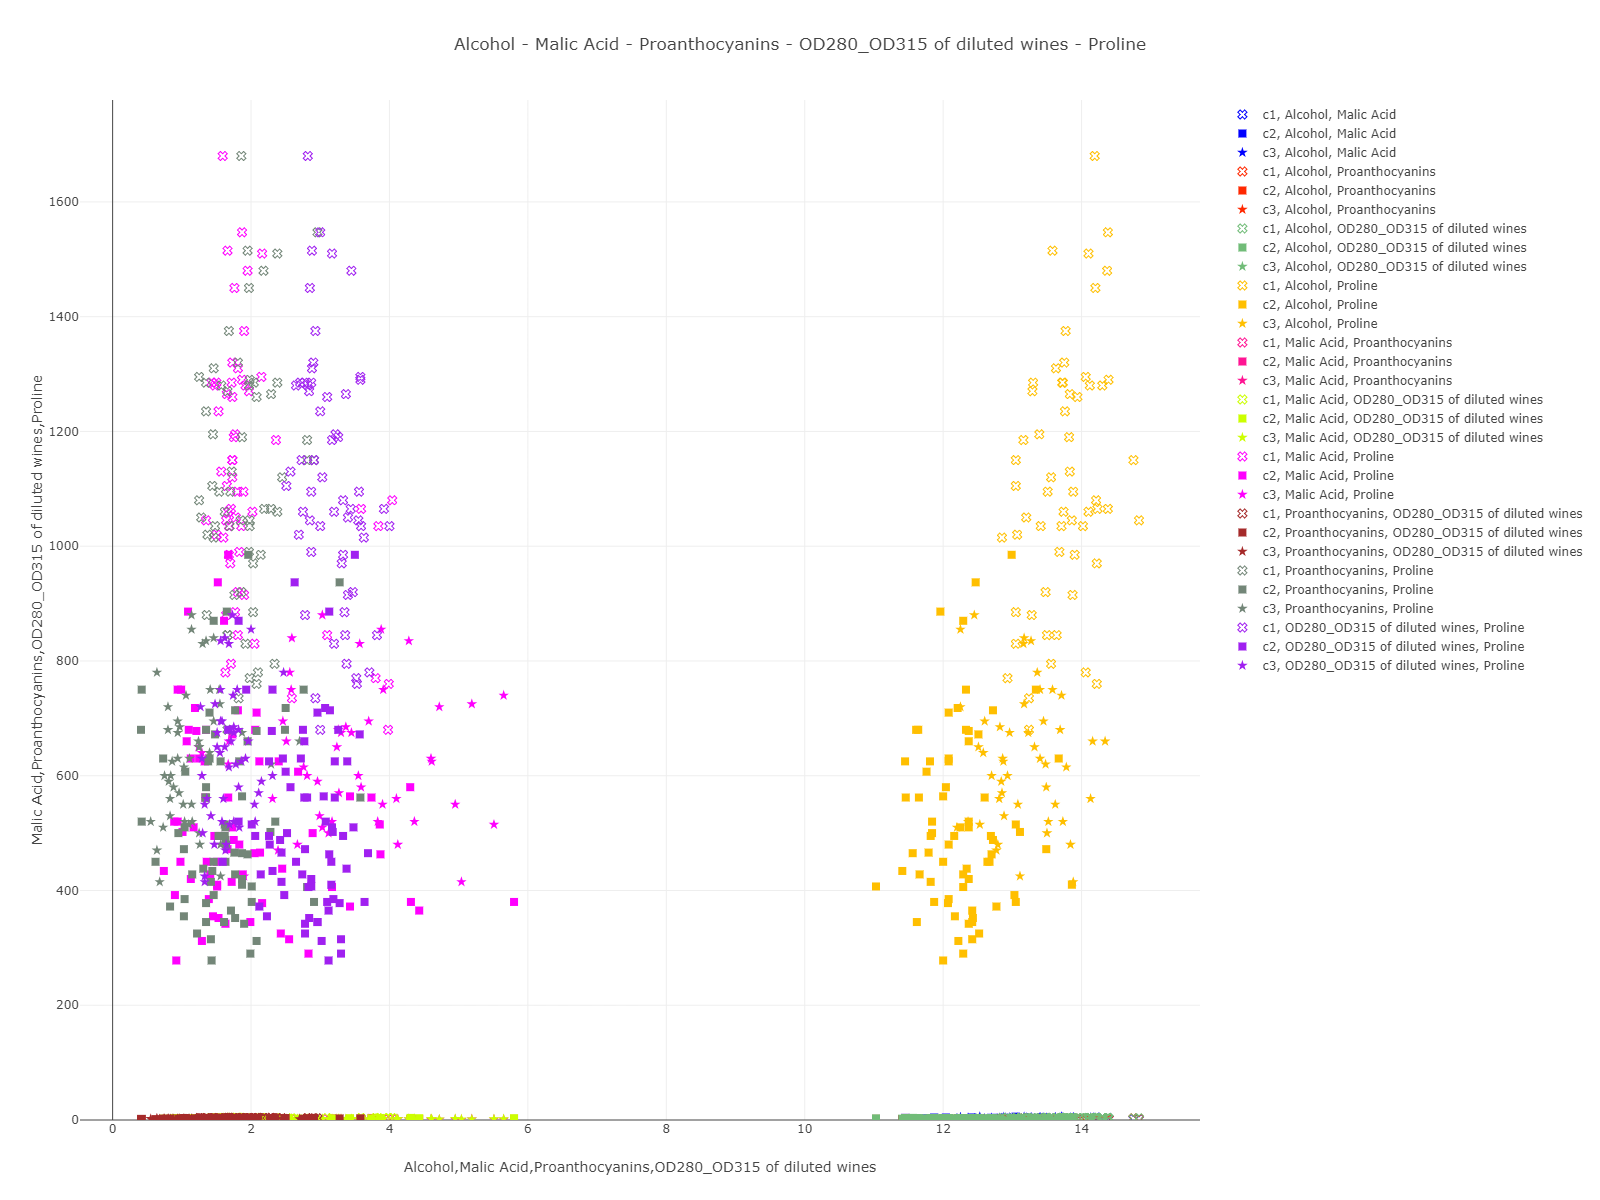 Alcohol - Malic Acid - Proanthocyanins - OD280_OD315 of diluted wines - Proline
Malic Acid,Proanthocyanins,OD280_OD315 of diluted wines,Proline
1600
1400
1200
1000
800
600
400
200
0
0 2 4 6 8 10 12 14
Alcohol,Malic Acid,Proanthocyanins,OD280_OD315 of diluted wines
c1, Alcohol, Malic Acid
c2, Alcohol, Malic Acid
c3, Alcohol, Malic Acid
c1, Alcohol, Proanthocyanins
c2, Alcohol, Proanthocyanins
c3, Alcohol, Proanthocyanins
c1, Alcohol, OD280_OD315 of diluted wines
c2, Alcohol, OD280_OD315 of diluted wines
c3, Alcohol, OD280_OD315 of diluted wines
c1, Alcohol, Proline
c2, Alcohol, Proline
c3, Alcohol, Proline
c1, Malic Acid, Proanthocyanins
c2, Malic Acid, Proanthocyanins
c3, Malic Acid, Proanthocyanins
c1, Malic Acid, OD280_OD315 of diluted wines
c2, Malic Acid, OD280_OD315 of diluted wines
c3, Malic Acid, OD280_OD315 of diluted wines
c1, Malic Acid, Proline
c2, Malic Acid, Proline
c3, Malic Acid, Proline
c1, Proanthocyanins, OD280_OD315 of diluted wines
c2, Proanthocyanins, OD280_OD315 of diluted wines
c3, Proanthocyanins, OD280_OD315 of diluted wines
c1, Proanthocyanins, Proline
c2, Proanthocyanins, Proline
c3, Proanthocyanins, Proline
c1, OD280_OD315 of diluted wines, Proline
c2, OD280_OD315 of diluted wines, Proline
c3, OD280_OD315 of diluted wines, Proline